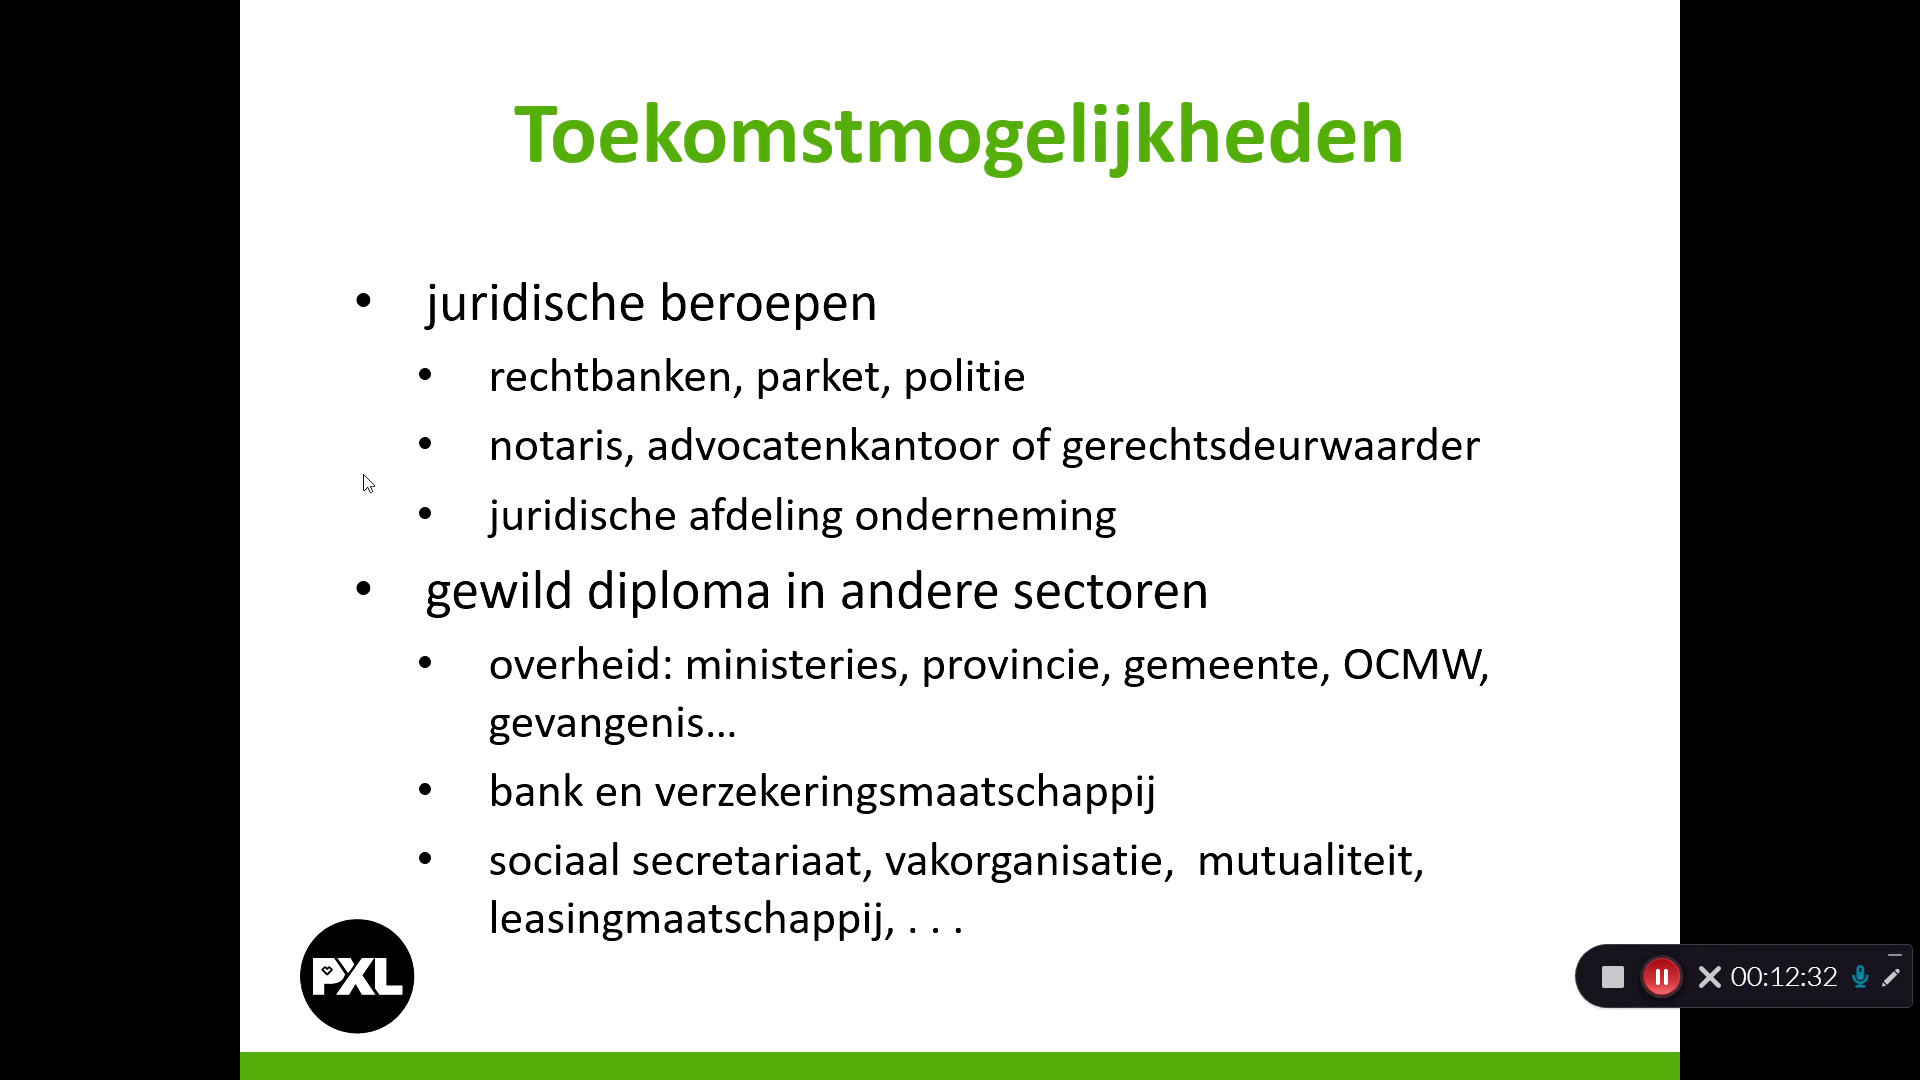 Toekomstmogelijkheden
• juridische beroepen
• rechtbanken, parket, politie
• notaris, advocatenkantoor of gerechtsdeurwaarder
• juridische afdeling onderneming
• gewild diploma in andere sectoren
• overheid: ministeries, provincie, gemeente, OCMW,
gevangenis...
• bank en verzekeringsmaatschappij
• sociaal secretariaat, vakorganisatie,  mutualiteit,
leasingmaatschappij, . . .
PXL
00:12:32